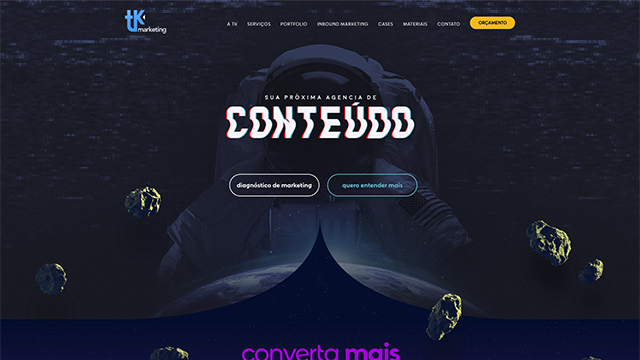 tk
marketing
A TK SERVIÇOS PORTFOLIO INBOUND MARKETING CASES MATERIAIS CONTATO ORÇAMENTO
SUA PRÓXIMA AGENCIA DE
CONTEÚDO
diagnóstico de marketing quero entender mais
converta mais